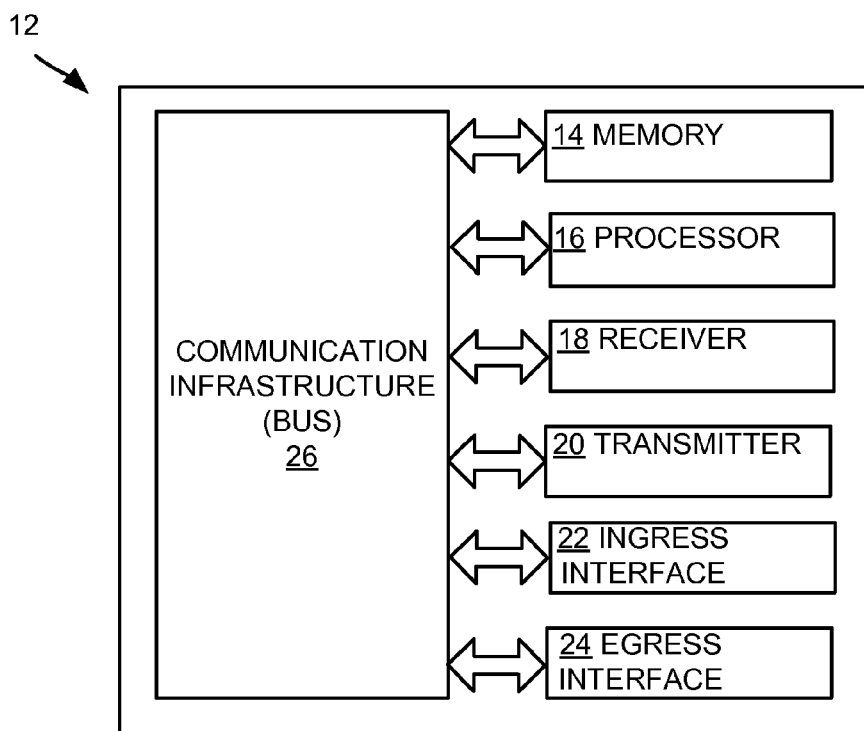 12
14 MEMORY
16 PROCESSOR
18 RECEIVER
COMMUNICATION
INFRASTRUCTURE
(BUS)
26
20 TRANSMITTER
22 INGRESS
INTERFACE
24 EGRESS
INTERFACE